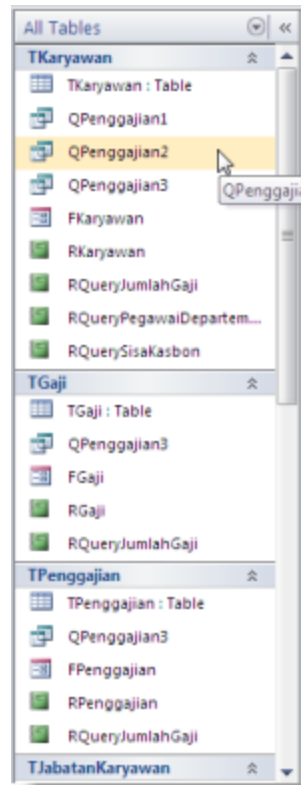 All Tables
TKaryawan
TKaryawan : Table
QPenggajian1
QPenggajian2
QPenggajian3
QPenggaji
FKaryawan
RKaryawan
RQueryJumlahGaji
RQueryPegawaiDepartem...
RQuerySisaKasbon
TGaji
TGaji : Table
QPenggajian3
FGaji
RGaji
RQueryJumlahGaji
TPenggajian
TPenggajian : Table
QPenggajian3
FPenggajian
RPenggajian
RQueryJumlahGaji
TJabatanKaryawan